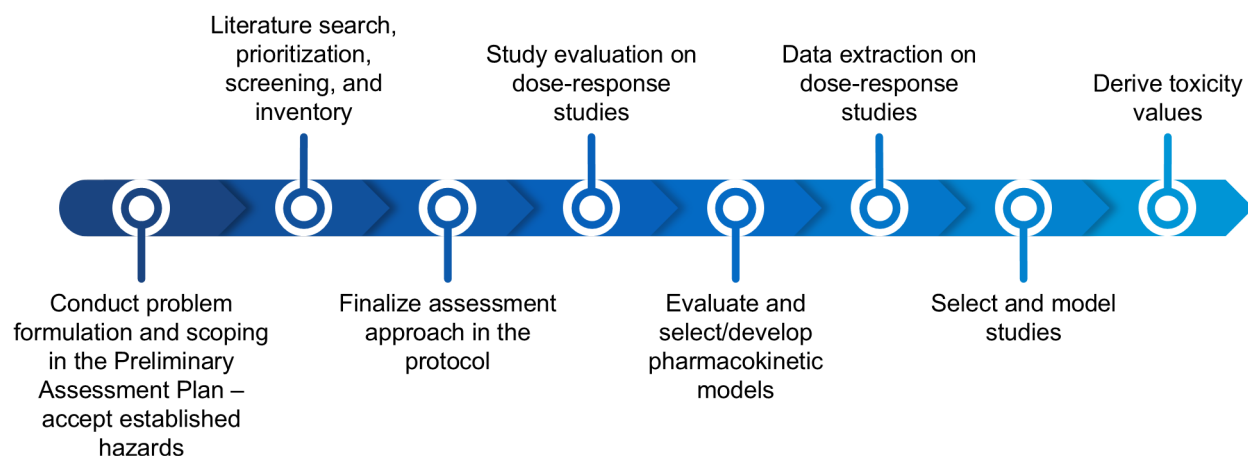 Conduct problem
formulation and scoping
in the Preliminary
Assessment Plan –
accept established
hazards
Literature search,
prioritization,
screening, and
inventory
Finalize assessment
approach in the
protocol
Study evaluation on
dose-response
studies
Evaluate and
select/develop
pharmacokinetic
models
Data extraction on
dose-response
studies
Select and model
studies
Derive toxicity
values